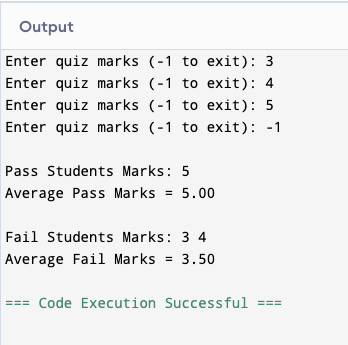 Output
Enter quiz marks (-1 to exit): 3
Enter quiz marks (-1 to exit): 4
Enter quiz marks (-1 to exit): 5
Enter quiz marks (-1 to exit): -1
Pass Students Marks: 5
Average Pass Marks = 5.00
Fail Students Marks: 3 4
Average Fail Marks = 3.50
=== Code Execution Successful ===